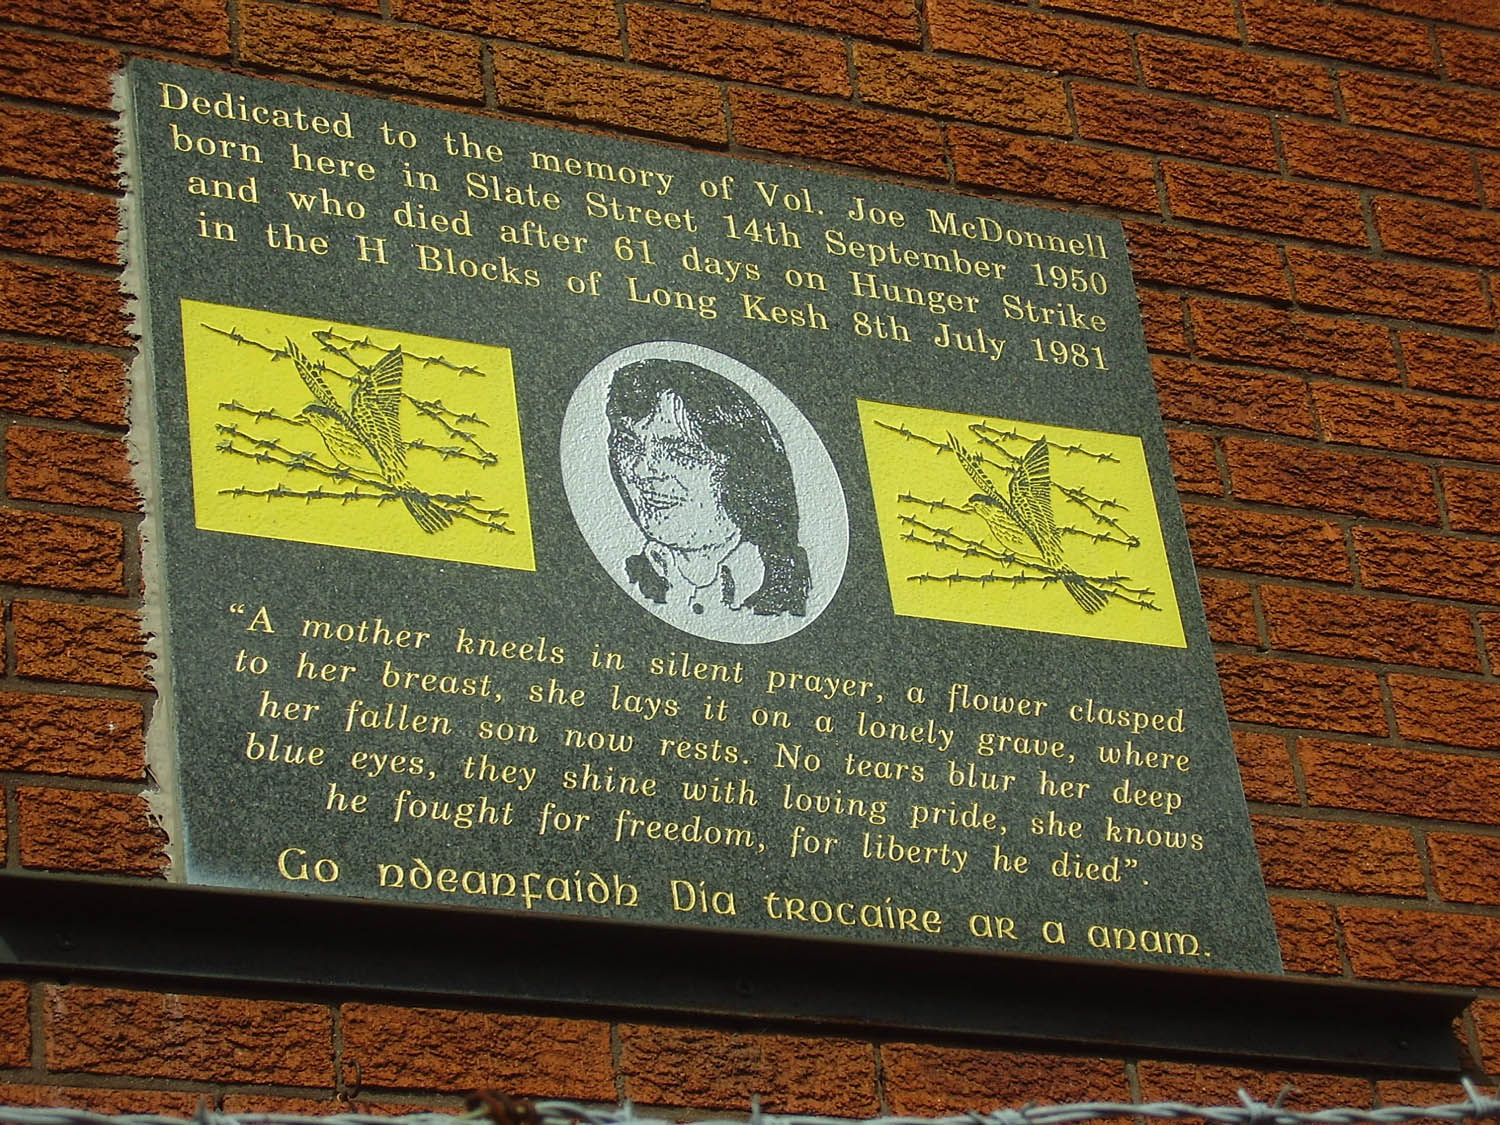 Dedicated to the memory of Vol. Joe McDonnell
born here in Slate Street 14th September 1950
and who died after 61 days on Hunger Strike
in the H Blocks of Long Kesh 8th July 1981
“A mother kneels in silent prayer, a flower clasped
to her breast, she lays it on a lonely grave, where
her fallen son now rests. No tears blur her deep
blue eyes, they shine with loving pride, she knows
he fought for freedom, for liberty he died”.
Go ndeanfaidh Dia trocaíre ar a anam.